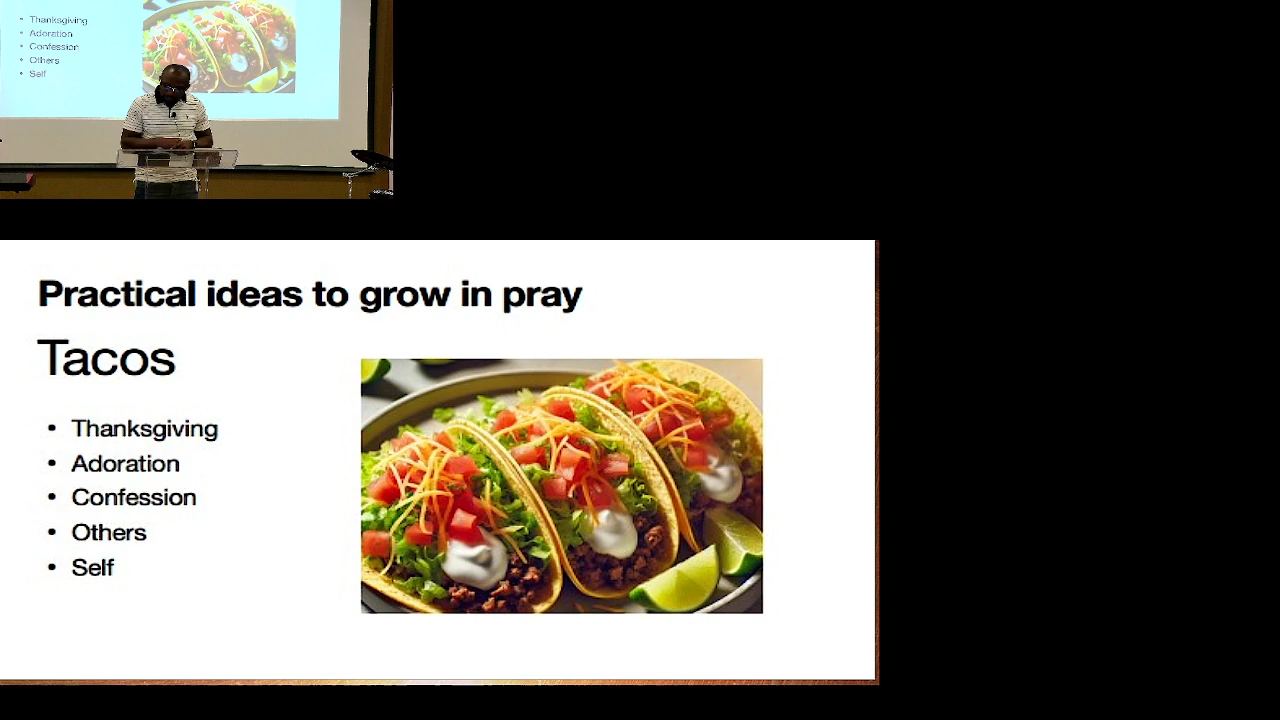 • Thanksgiving
• Adoration
• Confession
• Others
• Self
Practical ideas to grow in pray
Tacos
• Thanksgiving
• Adoration
• Confession
• Others
• Self